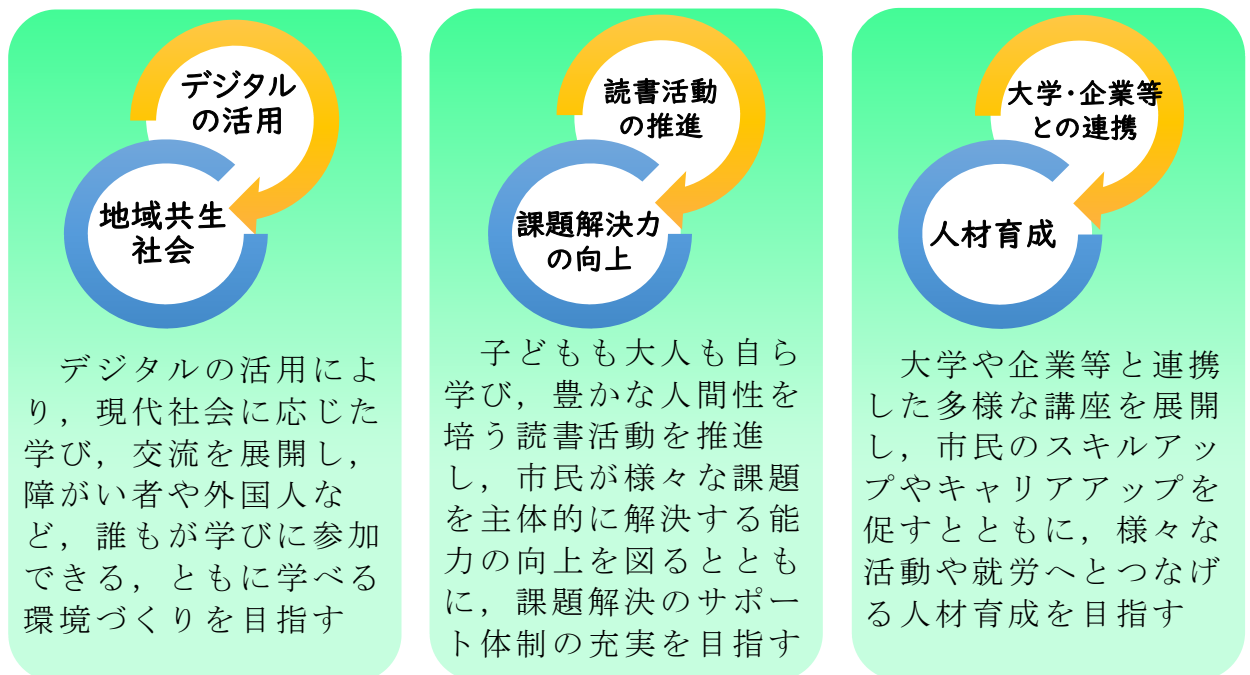 デジタル
の活用
地域共生
社会
　デジタルの活用によ
り，現代社会に応じた
学び，交流を展開し，
障がい者や外国人な
ど，誰もが学びに参加
できる，ともに学べる
環境づくりを目指す
読書活動
の推進
課題解決力
の向上
　子どもも大人も自ら
学び，豊かな人間性を
培う読書活動を推進
し，市民が様々な課題
を主体的に解決する能
力の向上を図るととも
に，課題解決のサポー
ト体制の充実を目指す
大学・企業等
との連携
人材育成
　大学や企業等と連携
した多様な講座を展開
し，市民のスキルアッ
プやキャリアアップを
促すとともに，様々な
活動や就労へとつなげ
る人材育成を目指す